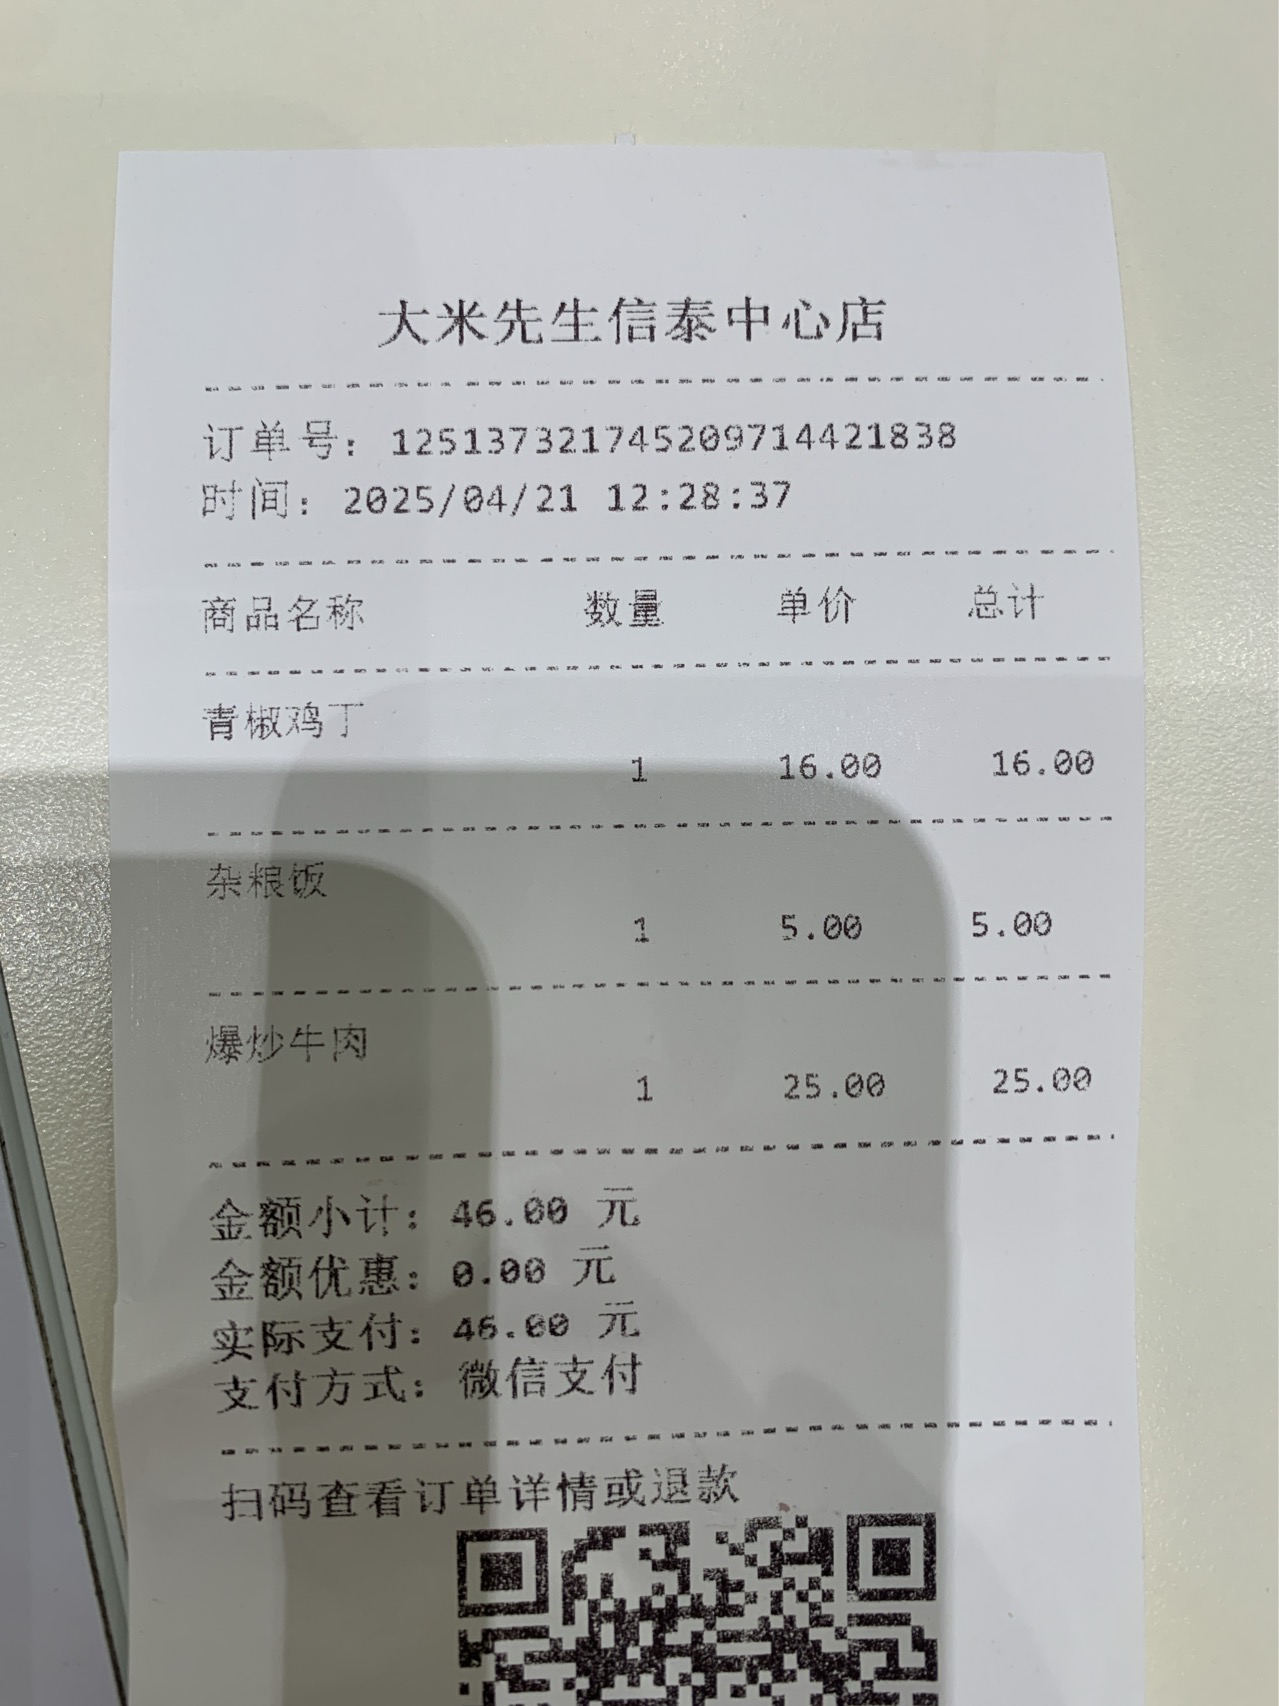 大米先生信泰中心店
订单号: 12513732174520971442​1838
时间: 2025/04/21 12:28:37
商品名称 数量 单价 总计
青椒鸡丁
1 16.00 16.00
杂粮饭
1 5.00 5.00
爆炒牛肉
1 25.00 25.00
金额小计: 46.00 元
金额优惠: 0.00 元
实际支付: 46.00 元
支付方式: 微信支付
扫码查看订单详情或退款